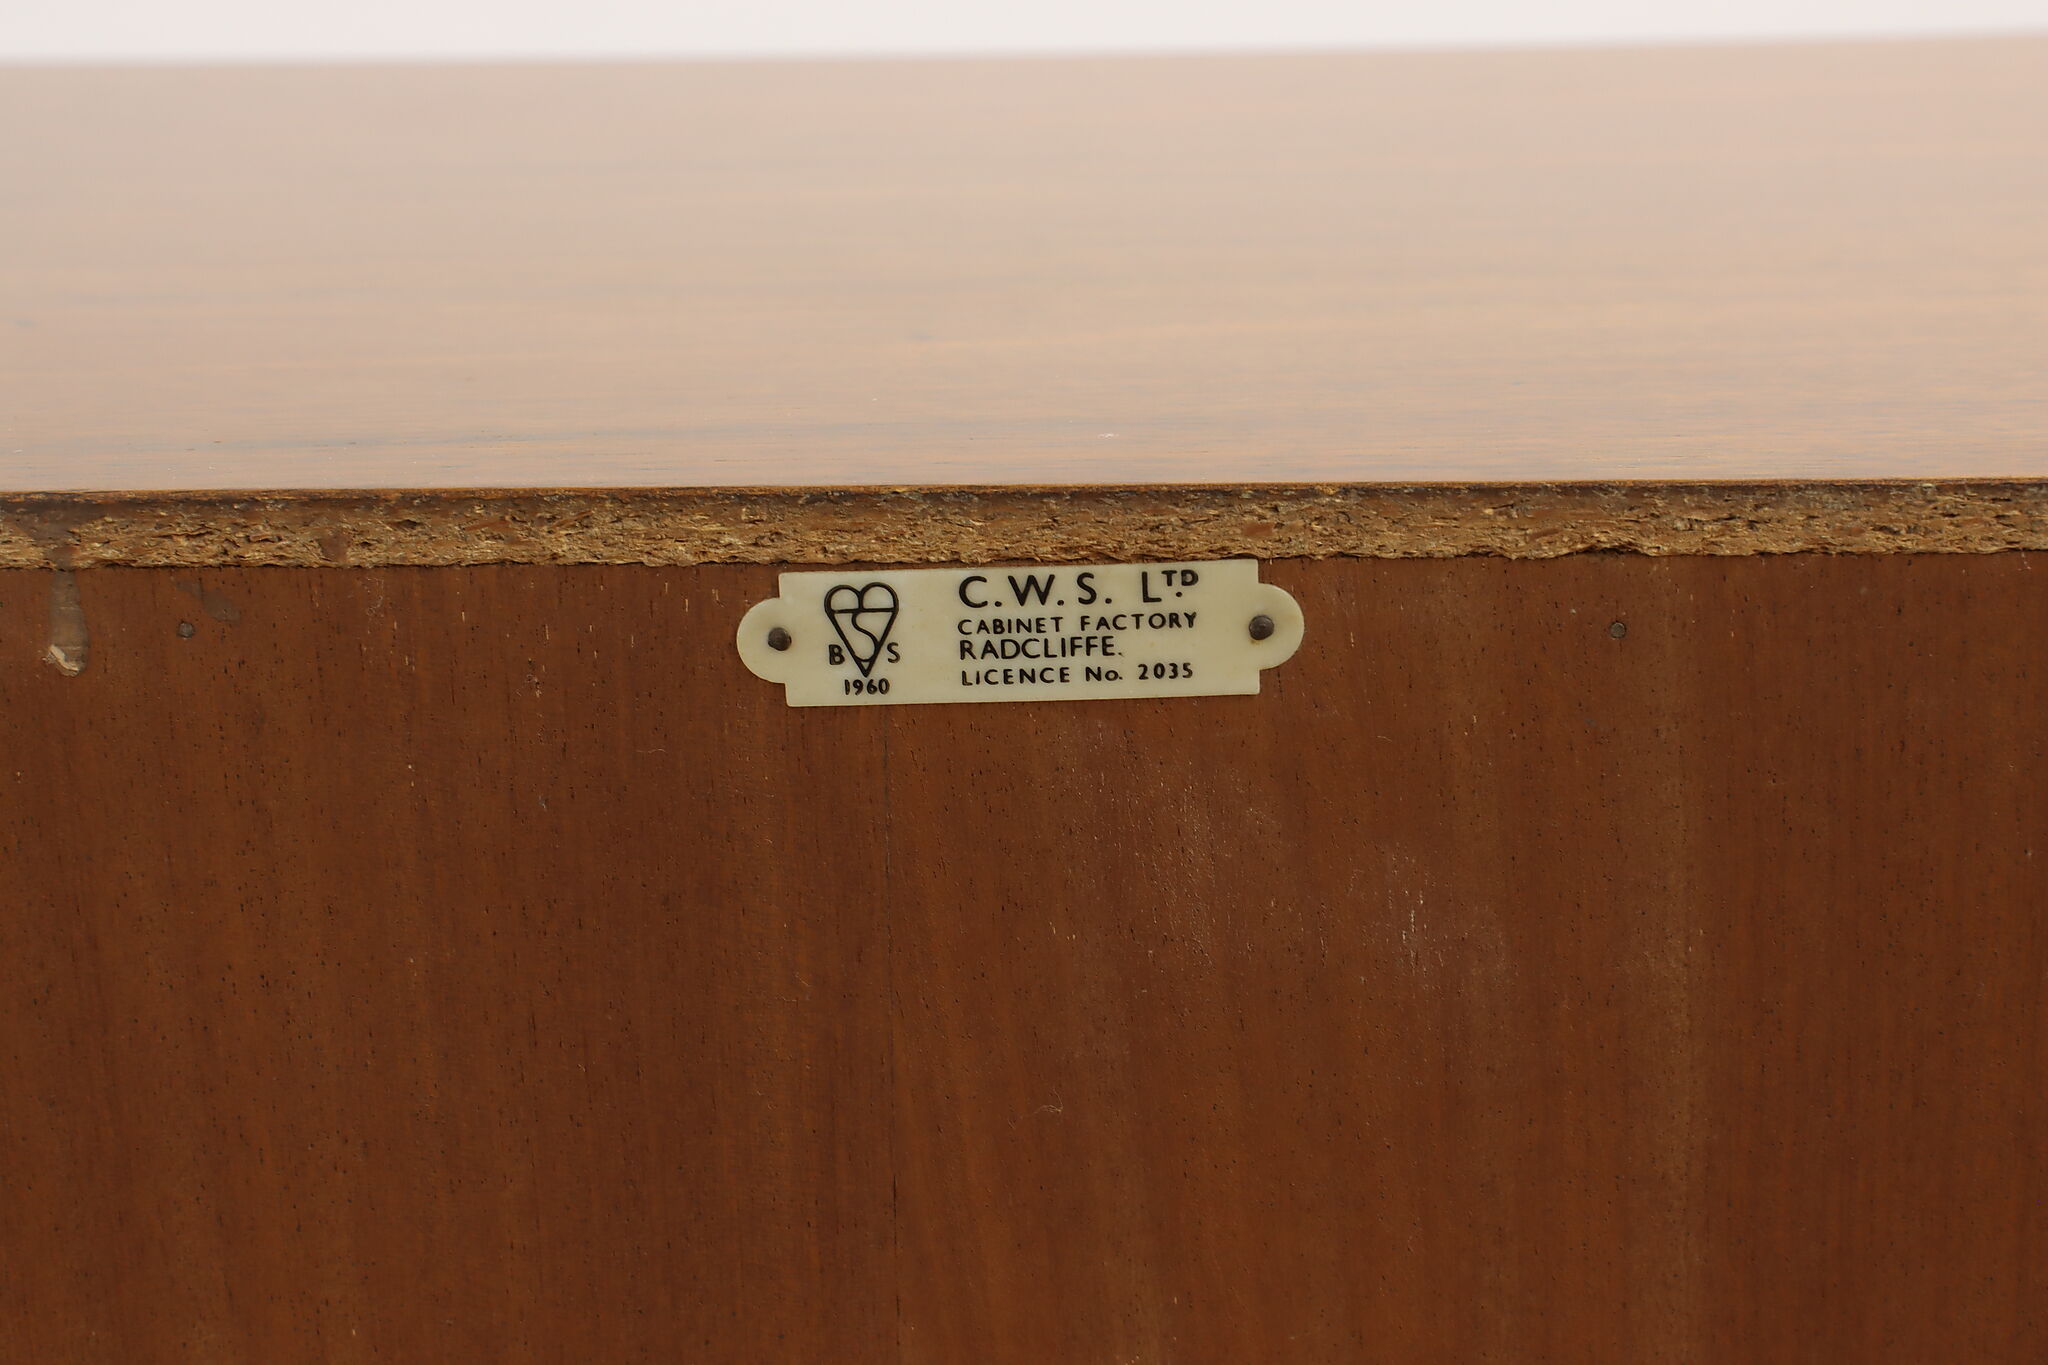 C.W.S. LTD
CABINET FACTORY
RADCLIFFE.
LICENCE No. 2035
B S
1960